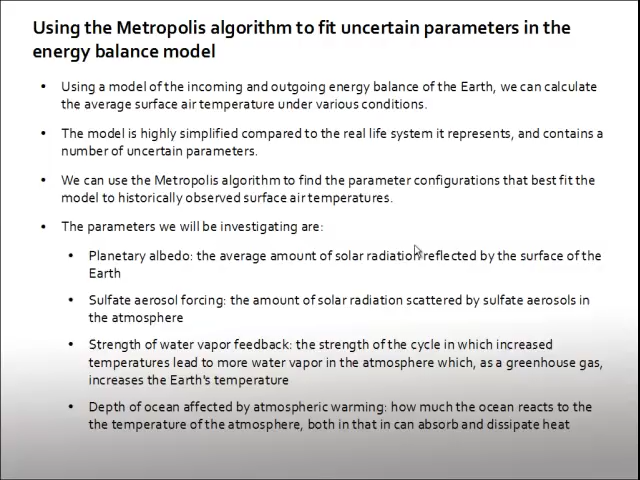 Using the Metropolis algorithm to fit uncertain parameters in the
energy balance model
• Using a model of the incoming and outgoing energy balance of the Earth, we can calculate
the average surface air temperature under various conditions.
• The model is highly simplified compared to the real life system it represents, and contains a
number of uncertain parameters.
• We can use the Metropolis algorithm to find the parameter configurations that best fit the
model to historically observed surface air temperatures.
• The parameters we will be investigating are:
• Planetary albedo: the average amount of solar radiation reflected by the surface of the
Earth
• Sulfate aerosol forcing: the amount of solar radiation scattered by sulfate aerosols in
the atmosphere
• Strength of water vapor feedback: the strength of the cycle in which increased
temperatures lead to more water vapor in the atmosphere which, as a greenhouse gas,
increases the Earth's temperature
• Depth of ocean affected by atmospheric warming: how much the ocean reacts to the
the temperature of the atmosphere, both in that in can absorb and dissipate heat